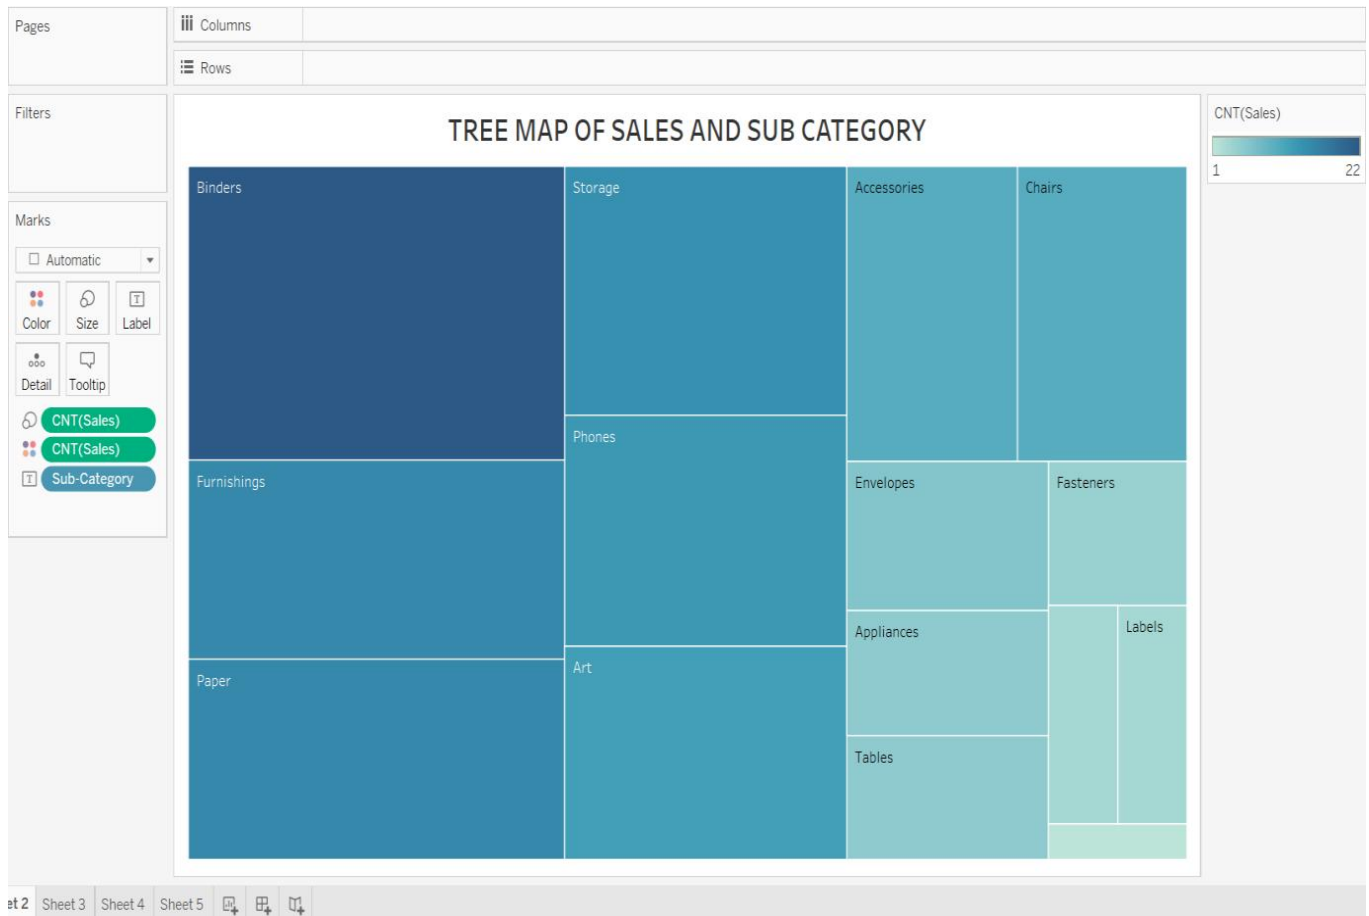 Pages
Columns
Rows
Filters
Marks
Automatic
Color Size Label
Detail Tooltip
CNT(Sales)
CNT(Sales)
Sub-Category
TREE MAP OF SALES AND SUB CATEGORY
Binders
Storage
Accessories
Chairs
Phones
Furnishings
Envelopes
Fasteners
Appliances
Labels
Art
Paper
Tables
CNT(Sales)
1 22
et 2 Sheet 3 Sheet 4 Sheet 5